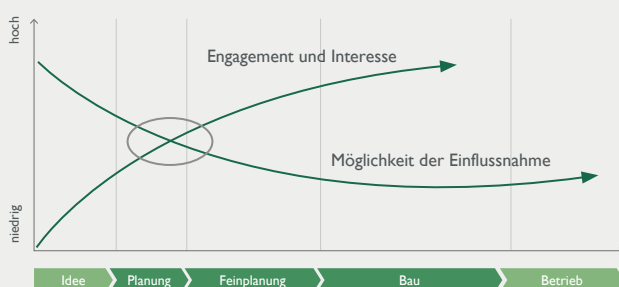 hoch
Engagement und Interesse
Möglichkeit der Einflussnahme
niedrig
Idee
Planung
Feinplanung
Bau
Betrieb